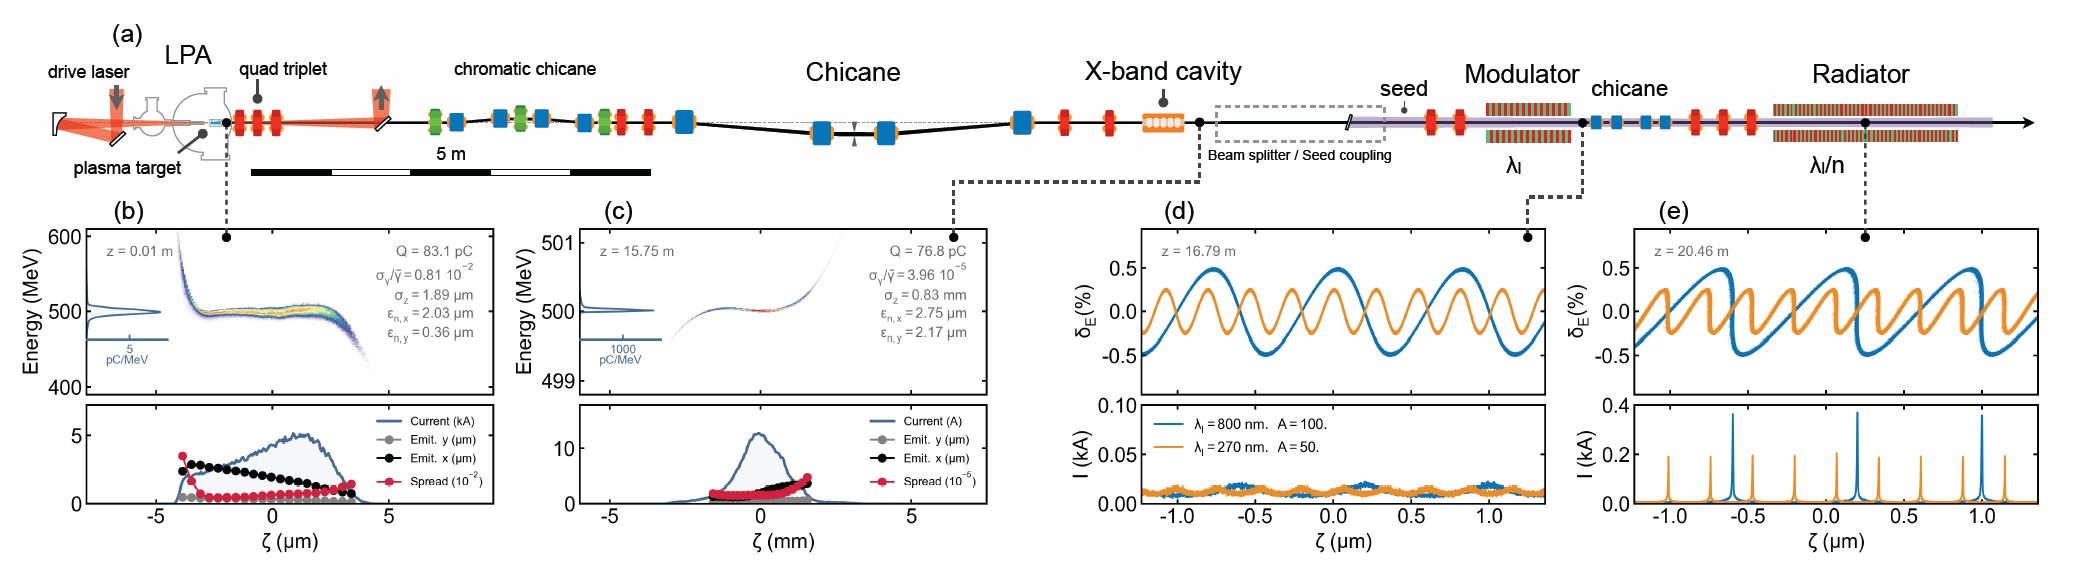 (a)
LPA
drive laser
quad triplet
chromatic chicane
Chicane
X-band cavity
seed
Modulator
chicane
Radiator
plasma target
5 m
Beam splitter / Seed coupling
λl
λl/n
(b)
Energy (MeV)
600
500
400
z = 0.01 m
Q = 83.1 pC
σγ/γ̄ = 0.81 10⁻²
σz = 1.89 µm
εn,x = 2.03 µm
εn,y = 0.36 µm
5
pC/MeV
5
0
Current (kA)
Emit. y (µm)
Emit. x (µm)
Spread (10⁻²)
-5
0
5
ζ (µm)
(c)
Energy (MeV)
501
500
499
z = 15.75 m
Q = 76.8 pC
σγ/γ̄ = 3.96 10⁻⁵
σz = 0.83 mm
εn,x = 2.75 µm
εn,y = 2.17 µm
1000
pC/MeV
10
0
Current (A)
Emit. y (µm)
Emit. x (µm)
Spread (10⁻⁵)
-5
0
5
ζ (mm)
(d)
δE (%)
0.5
0.0
-0.5
z = 16.79 m
I (kA)
0.10
0.05
0.00
λl = 800 nm. A = 100.
λl = 270 nm. A = 50.
-1.0
-0.5
0.0
0.5
1.0
ζ (µm)
(e)
δE (%)
0.5
0.0
-0.5
z = 20.46 m
I (kA)
0.4
0.2
0.0
-1.0
-0.5
0.0
0.5
1.0
ζ (µm)